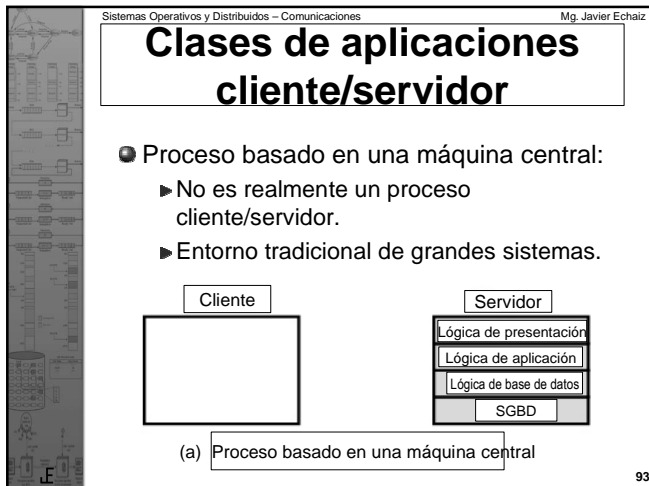 Sistemas Operativos y Distribuidos – Comunicaciones
Mg. Javier Echaiz
Clases de aplicaciones
cliente/servidor
Proceso basado en una máquina central:
No es realmente un proceso
cliente/servidor.
Entorno tradicional de grandes sistemas.
Cliente
Servidor
Lógica de presentación
Lógica de aplicación
Lógica de base de datos
SGBD
(a) Proceso basado en una máquina central
JE
93